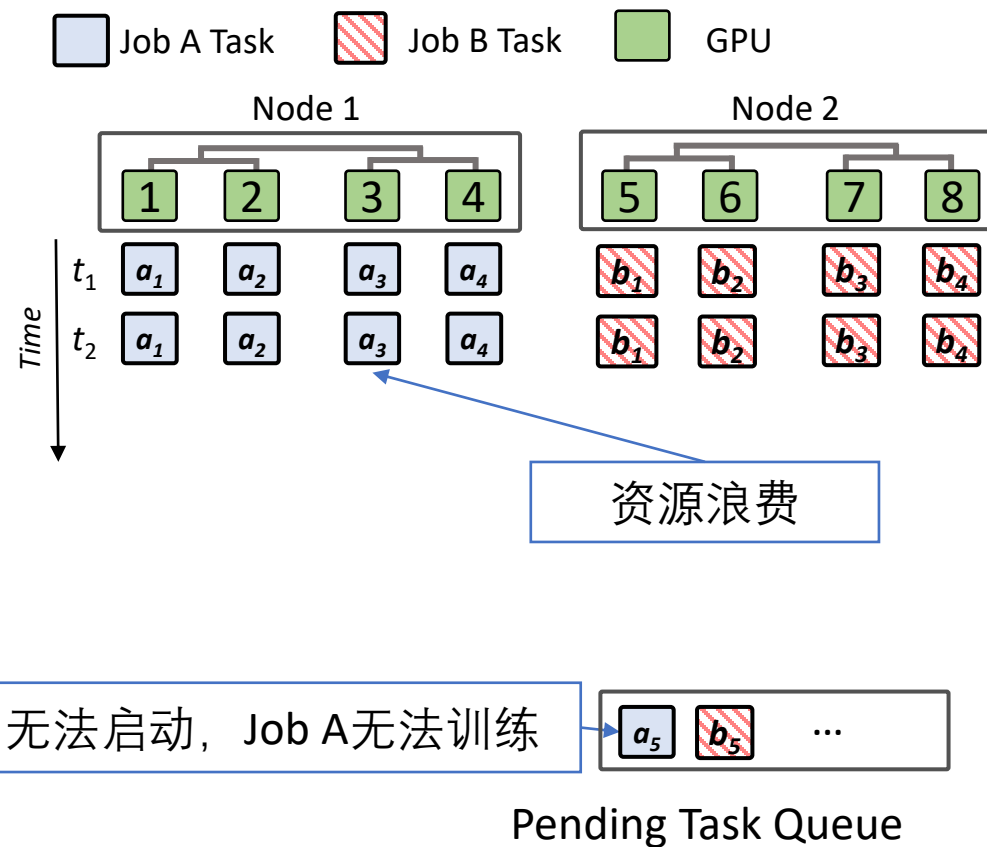 Job A Task Job B Task GPU
Node 1 Node 2
1 2 3 4 5 6 7 8
t1 a1 a2 a3 a4 b1 b2 b3 b4
t2 a1 a2 a3 a4 b1 b2 b3 b4
Time
资源浪费
无法启动，Job A无法训练 a5 b5 ...
Pending Task Queue